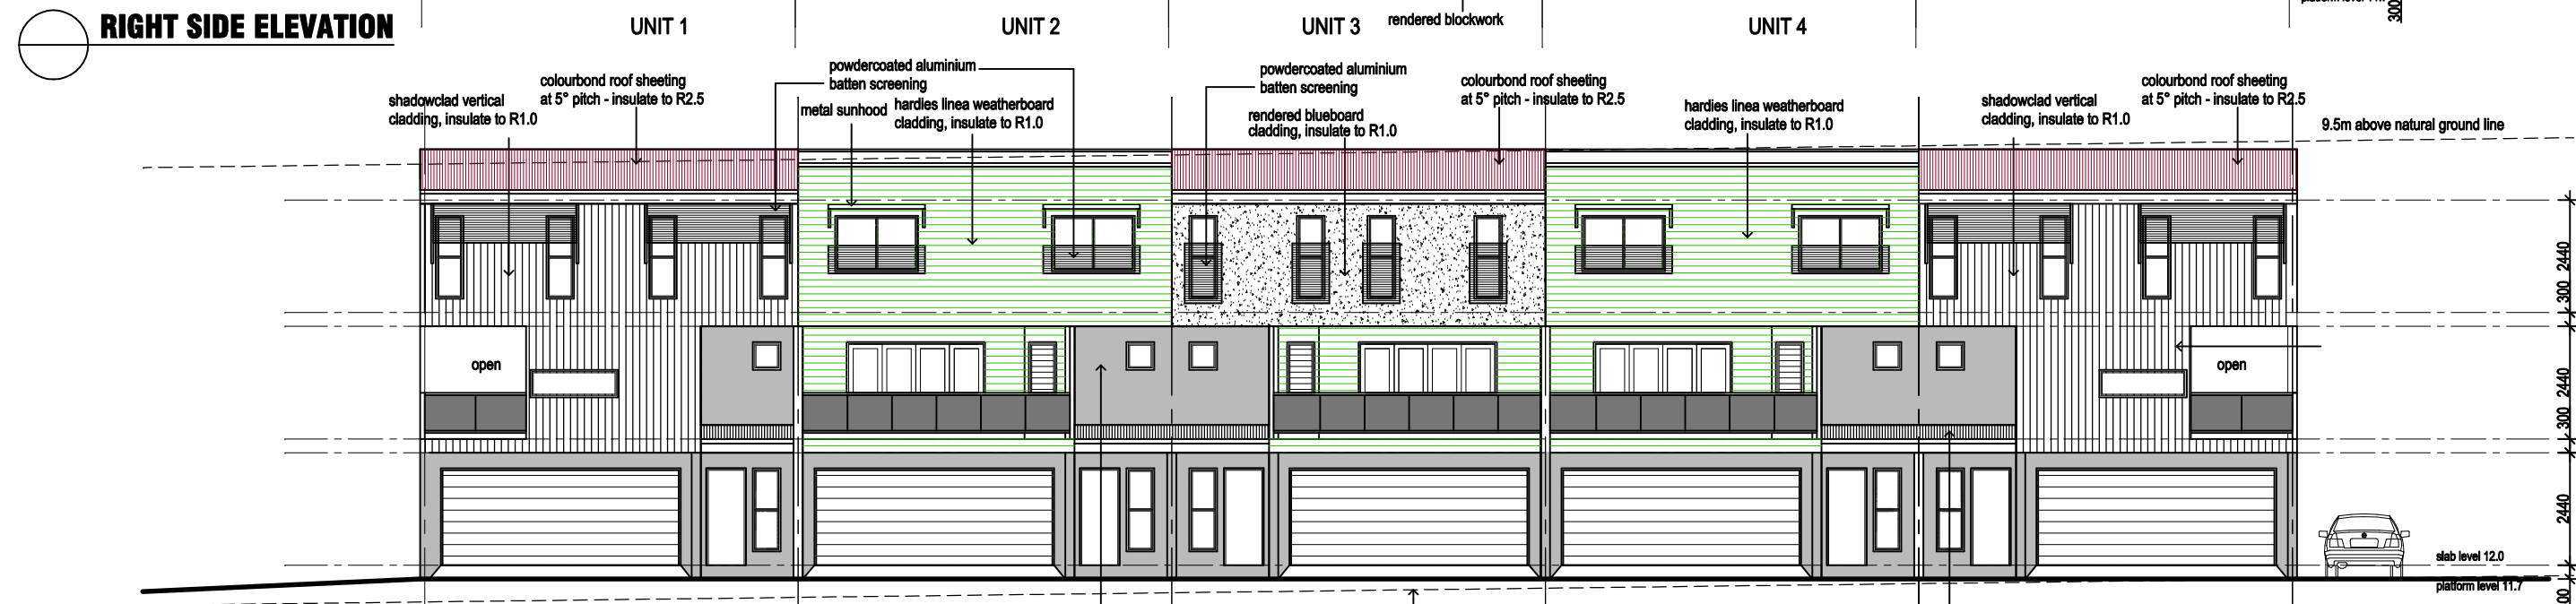 RIGHT SIDE ELEVATION
UNIT 1
UNIT 2
UNIT 3
rendered blockwork
UNIT 4
300
shadowclad vertical
cladding, insulate to R1.0
colourbond roof sheeting
at 5° pitch - insulate to R2.5
powdercoated aluminium
batten screening
metal sunhood
hardies linea weatherboard
cladding, insulate to R1.0
powdercoated aluminium
batten screening
rendered blueboard
cladding, insulate to R1.0
colourbond roof sheeting
at 5° pitch - insulate to R2.5
hardies linea weatherboard
cladding, insulate to R1.0
shadowclad vertical
cladding, insulate to R1.0
colourbond roof sheeting
at 5° pitch - insulate to R2.5
9.5m above natural ground line
2440
300
open
open
2440
300
2440
slab level 12.0
platform level 11.7